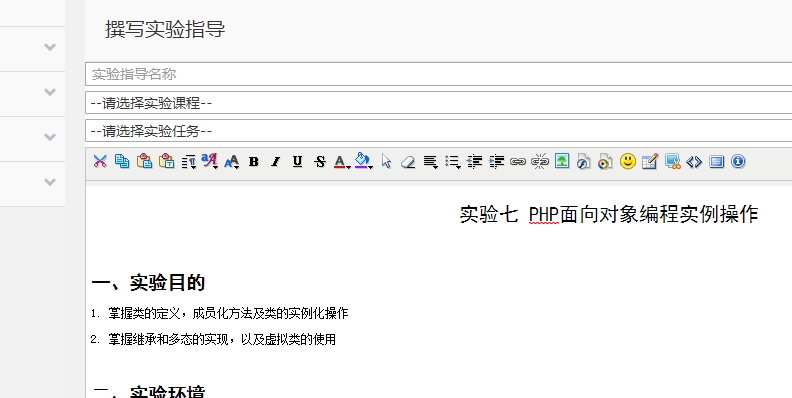 撰写实验指导
实验指导名称
--请选择实验课程--
--请选择实验任务--
实验七 PHP面向对象编程实例操作
一、实验目的
1. 掌握类的定义，成员化方法及类的实例化操作
2. 掌握继承和多态的实现，以及虚拟类的使用
二、实验环境